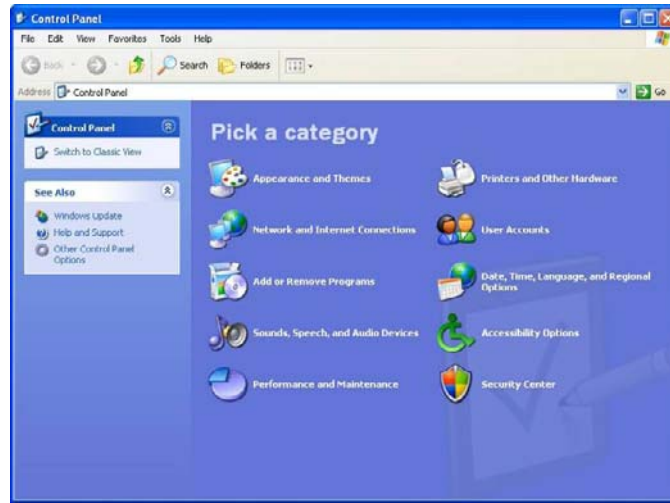 Control Panel
File Edit View Favorites Tools Help
Back Search Folders
Address Control Panel Go
Control Panel
Switch to Classic View
See Also
Windows Update
Help and Support
Other Control Panel
Options
Pick a category
Appearance and Themes
Printers and Other Hardware
Network and Internet Connections
User Accounts
Add or Remove Programs
Date, Time, Language, and Regional
Options
Sounds, Speech, and Audio Devices
Accessibility Options
Performance and Maintenance
Security Center